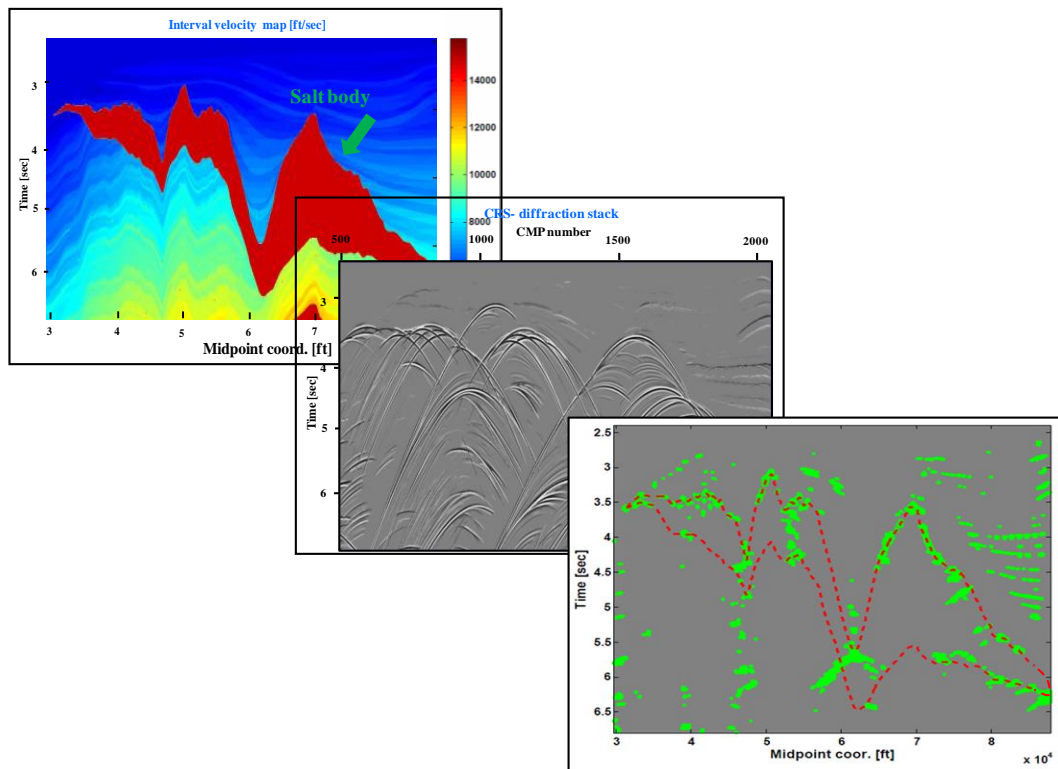 Interval velocity map [ft/sec]
14000
12000
10000
8000
Salt body
Time [sec]
3
4
5
6
3 4 5 6 7
Midpoint coord. [ft]
CRS- diffraction stack
CMP number
500 1000 1500 2000
Time [sec]
3
4
5
6
2.5
3
3.5
4
4.5
5
5.5
6
6.5
Time [sec]
3 4 5 6 7 8
Midpoint coor. [ft]
x 10⁴